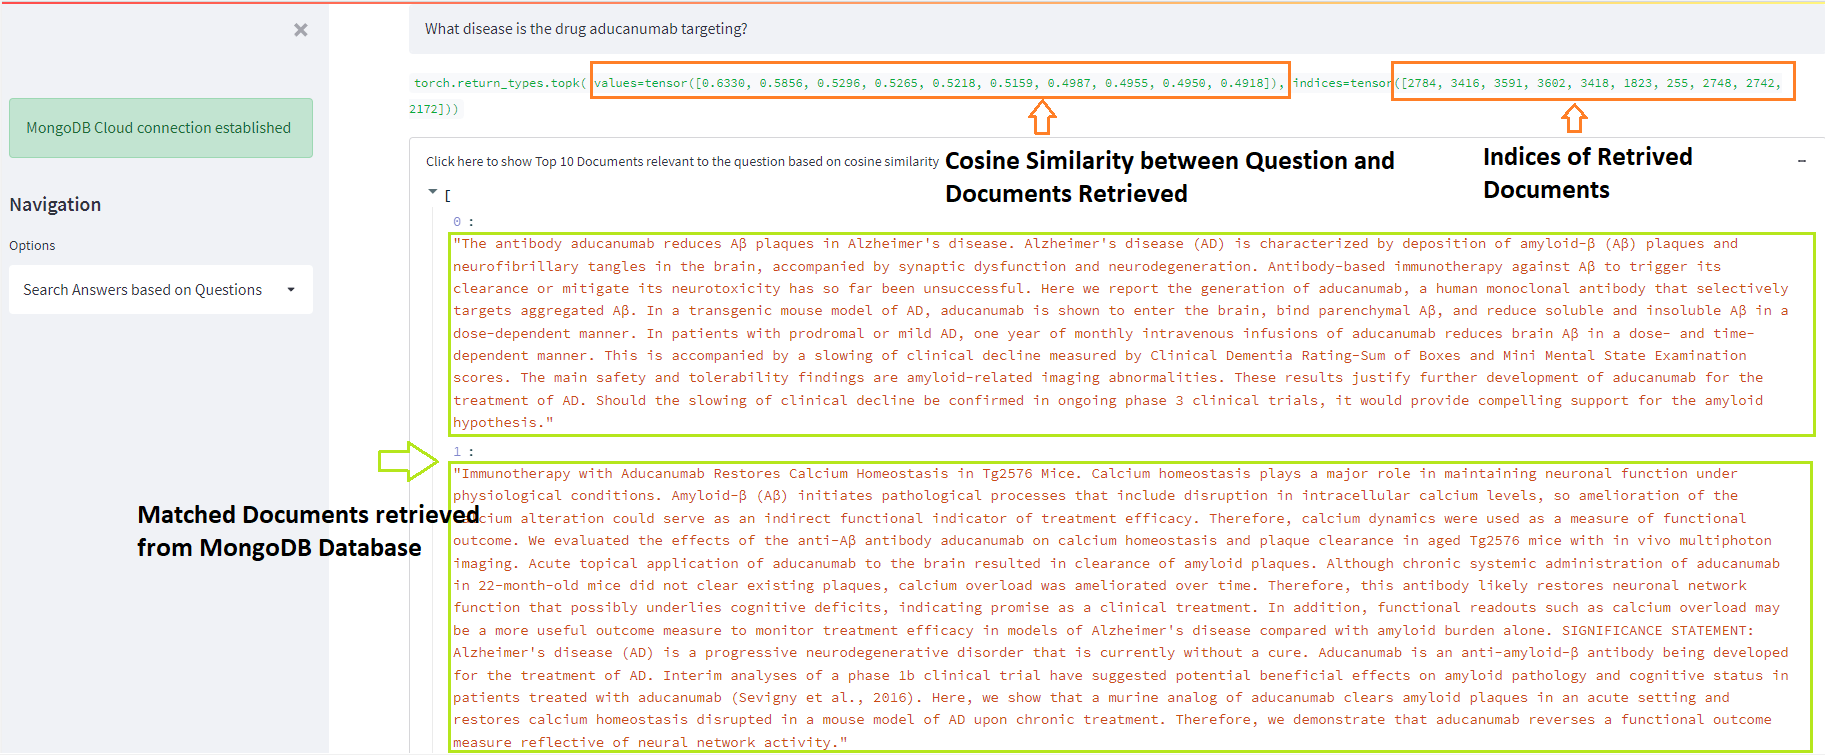 What disease is the drug aducanumab targeting?
torch.return_types.topk( values=tensor([0.6330, 0.5856, 0.5296, 0.5265, 0.5218, 0.5159, 0.4987, 0.4955, 0.4950, 0.4918]), indices=tensor([2784, 3416, 3591, 3602, 3418, 1823, 255, 2748, 2742,
2172]))
×
MongoDB Cloud connection established
Navigation
Options
Search Answers based on Questions
Click here to show Top 10 Documents relevant to the question based on cosine similarity
Cosine Similarity between Question and
Documents Retrieved
Indices of Retrived
Documents
[
0 :
"The antibody aducanumab reduces Aβ plaques in Alzheimer's disease. Alzheimer's disease (AD) is characterized by deposition of amyloid-β (Aβ) plaques and
neurofibrillary tangles in the brain, accompanied by synaptic dysfunction and neurodegeneration. Antibody-based immunotherapy against Aβ to trigger its
clearance or mitigate its neurotoxicity has so far been unsuccessful. Here we report the generation of aducanumab, a human monoclonal antibody that selectively
targets aggregated Aβ. In a transgenic mouse model of AD, aducanumab is shown to enter the brain, bind parenchymal Aβ, and reduce soluble and insoluble Aβ in a
dose-dependent manner. In patients with prodromal or mild AD, one year of monthly intravenous infusions of aducanumab reduces brain Aβ in a dose- and time-
dependent manner. This is accompanied by a slowing of clinical decline measured by Clinical Dementia Rating-Sum of Boxes and Mini Mental State Examination
scores. The main safety and tolerability findings are amyloid-related imaging abnormalities. These results justify further development of aducanumab for the
treatment of AD. Should the slowing of clinical decline be confirmed in ongoing phase 3 clinical trials, it would provide compelling support for the amyloid
hypothesis."
1 :
"Immunotherapy with Aducanumab Restores Calcium Homeostasis in Tg2576 Mice. Calcium homeostasis plays a major role in maintaining neuronal function under
physiological conditions. Amyloid-β (Aβ) initiates pathological processes that include disruption in intracellular calcium levels, so amelioration of the
calcium alteration could serve as an indirect functional indicator of treatment efficacy. Therefore, calcium dynamics were used as a measure of functional
outcome. We evaluated the effects of the anti-Aβ antibody aducanumab on calcium homeostasis and plaque clearance in aged Tg2576 mice with in vivo multiphoton
imaging. Acute topical application of aducanumab to the brain resulted in clearance of amyloid plaques. Although chronic systemic administration of aducanumab
in 22-month-old mice did not clear existing plaques, calcium overload was ameliorated over time. Therefore, this antibody likely restores neuronal network
function that possibly underlies cognitive deficits, indicating promise as a clinical treatment. In addition, functional readouts such as calcium overload may
be a more useful outcome measure to monitor treatment efficacy in models of Alzheimer's disease compared with amyloid burden alone. SIGNIFICANCE STATEMENT:
Alzheimer's disease (AD) is a progressive neurodegenerative disorder that is currently without a cure. Aducanumab is an anti-amyloid-β antibody being developed
for the treatment of AD. Interim analyses of a phase 1b clinical trial have suggested potential beneficial effects on amyloid pathology and cognitive status in
patients treated with aducanumab (Sevigny et al., 2016). Here, we show that a murine analog of aducanumab clears amyloid plaques in an acute setting and
restores calcium homeostasis disrupted in a mouse model of AD upon chronic treatment. Therefore, we demonstrate that aducanumab reverses a functional outcome
measure reflective of neural network activity."
Matched Documents retrieved
from MongoDB Database